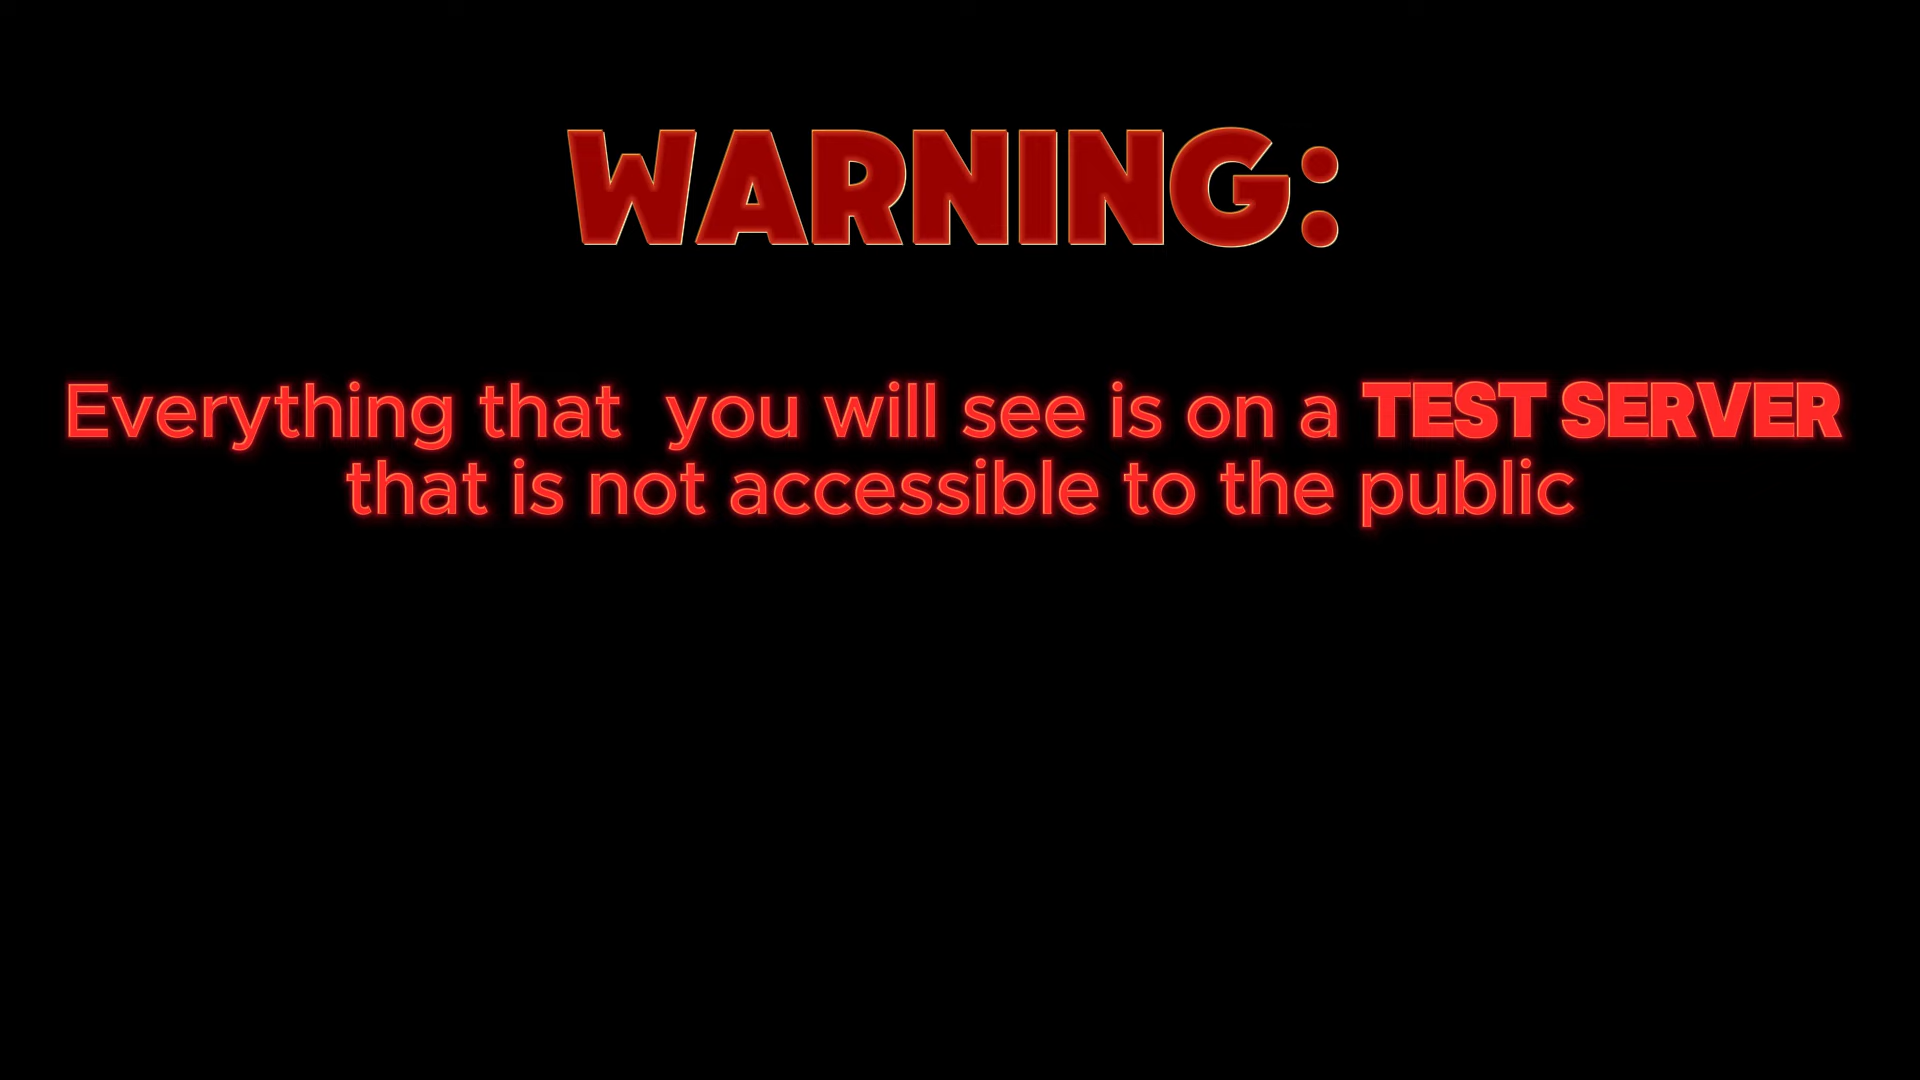 WARNING:
Everything that  you will see is on a TEST SERVER
that is not accessible to the public